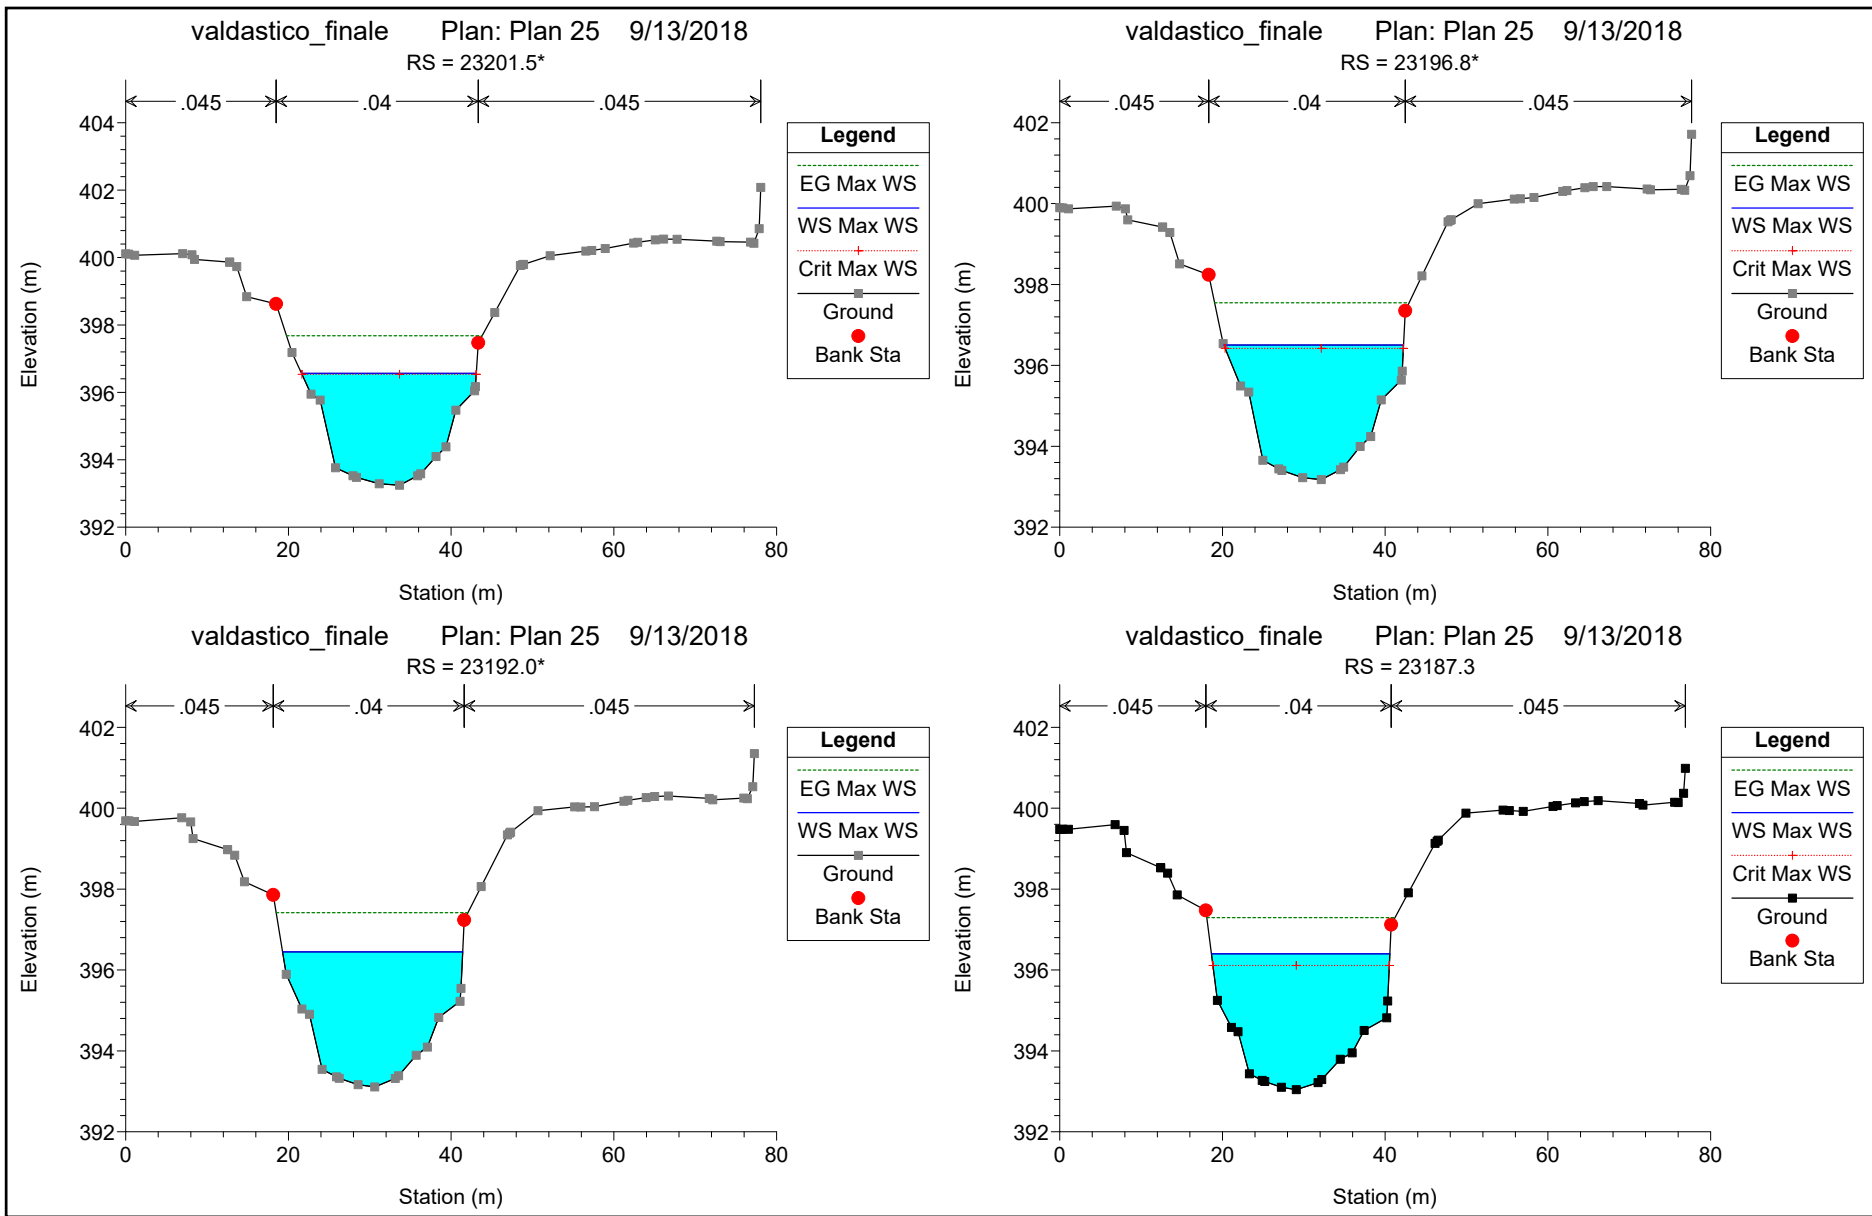 valdastico_finale Plan: Plan 25 9/13/2018
RS = 23201.5*
.045 .04 .045
404
402
400
398
396
394
392
Elevation (m)
0 20 40 60 80
Station (m)
Legend
EG Max WS
WS Max WS
Crit Max WS
Ground
Bank Sta
valdastico_finale Plan: Plan 25 9/13/2018
RS = 23196.8*
.045 .04 .045
402
400
398
396
394
392
Elevation (m)
0 20 40 60 80
Station (m)
Legend
EG Max WS
WS Max WS
Crit Max WS
Ground
Bank Sta
valdastico_finale Plan: Plan 25 9/13/2018
RS = 23192.0*
.045 .04 .045
402
400
398
396
394
392
Elevation (m)
0 20 40 60 80
Station (m)
Legend
EG Max WS
WS Max WS
Ground
Bank Sta
valdastico_finale Plan: Plan 25 9/13/2018
RS = 23187.3
.045 .04 .045
402
400
398
396
394
392
Elevation (m)
0 20 40 60 80
Station (m)
Legend
EG Max WS
WS Max WS
Crit Max WS
Ground
Bank Sta